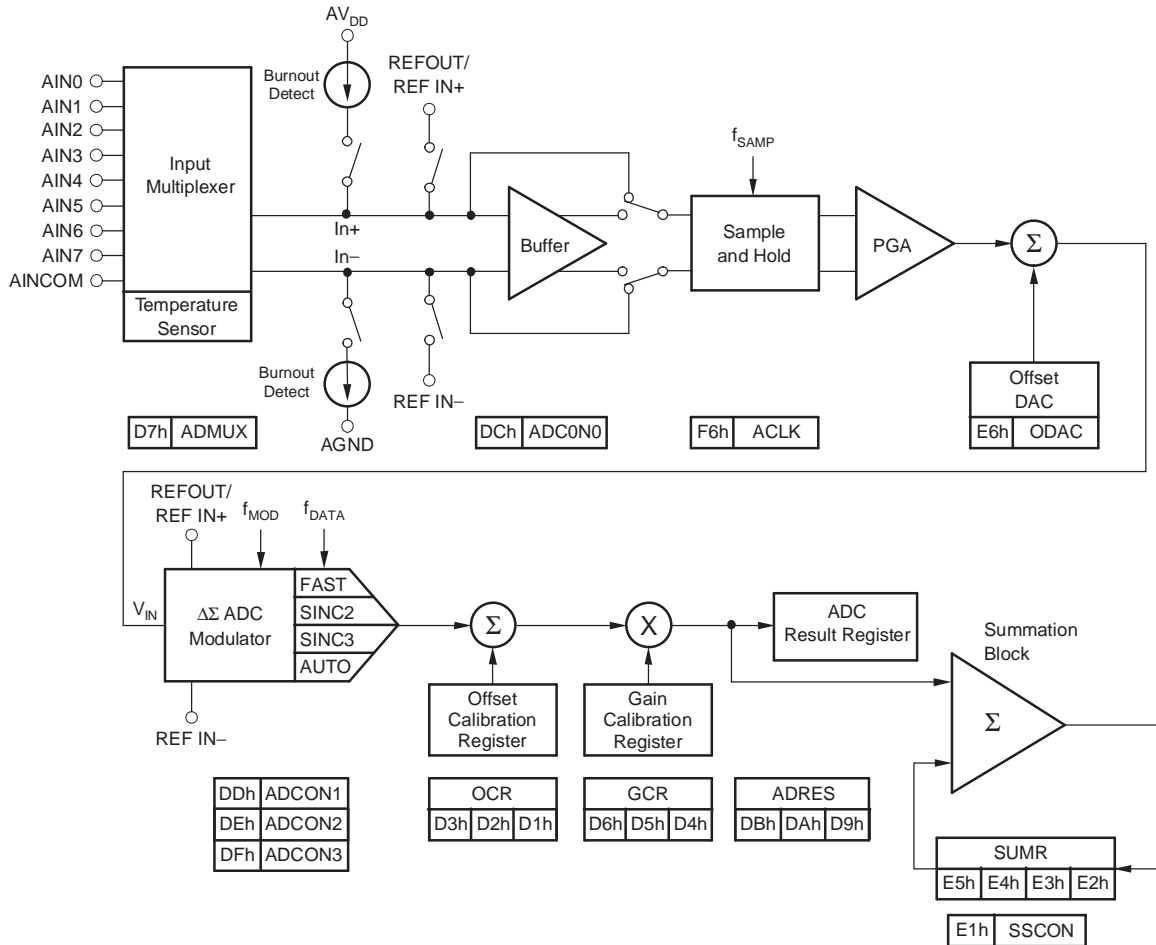 AV_DD
REFOUT/
REF IN+
Burnout
Detect
AIN0
AIN1
AIN2
AIN3
AIN4
AIN5
AIN6
AIN7
AINCOM
Input
Multiplexer
Temperature
Sensor
In+
In−
Buffer
f_SAMP
Sample
and Hold
PGA
Σ
Burnout
Detect
REF IN−
AGND
Offset
DAC
E6h ODAC
D7h ADMUX
DCh ADC0N0
F6h ACLK
REFOUT/
REF IN+
f_MOD
f_DATA
V_IN
ΔΣ ADC
Modulator
FAST
SINC2
SINC3
AUTO
REF IN−
Σ
X
ADC
Result Register
Summation
Block
Σ
Offset
Calibration
Register
Gain
Calibration
Register
DDh ADCON1
DEh ADCON2
DFh ADCON3
OCR
D3h D2h D1h
GCR
D6h D5h D4h
ADRES
DBh DAh D9h
SUMR
E5h E4h E3h E2h
E1h SSCON